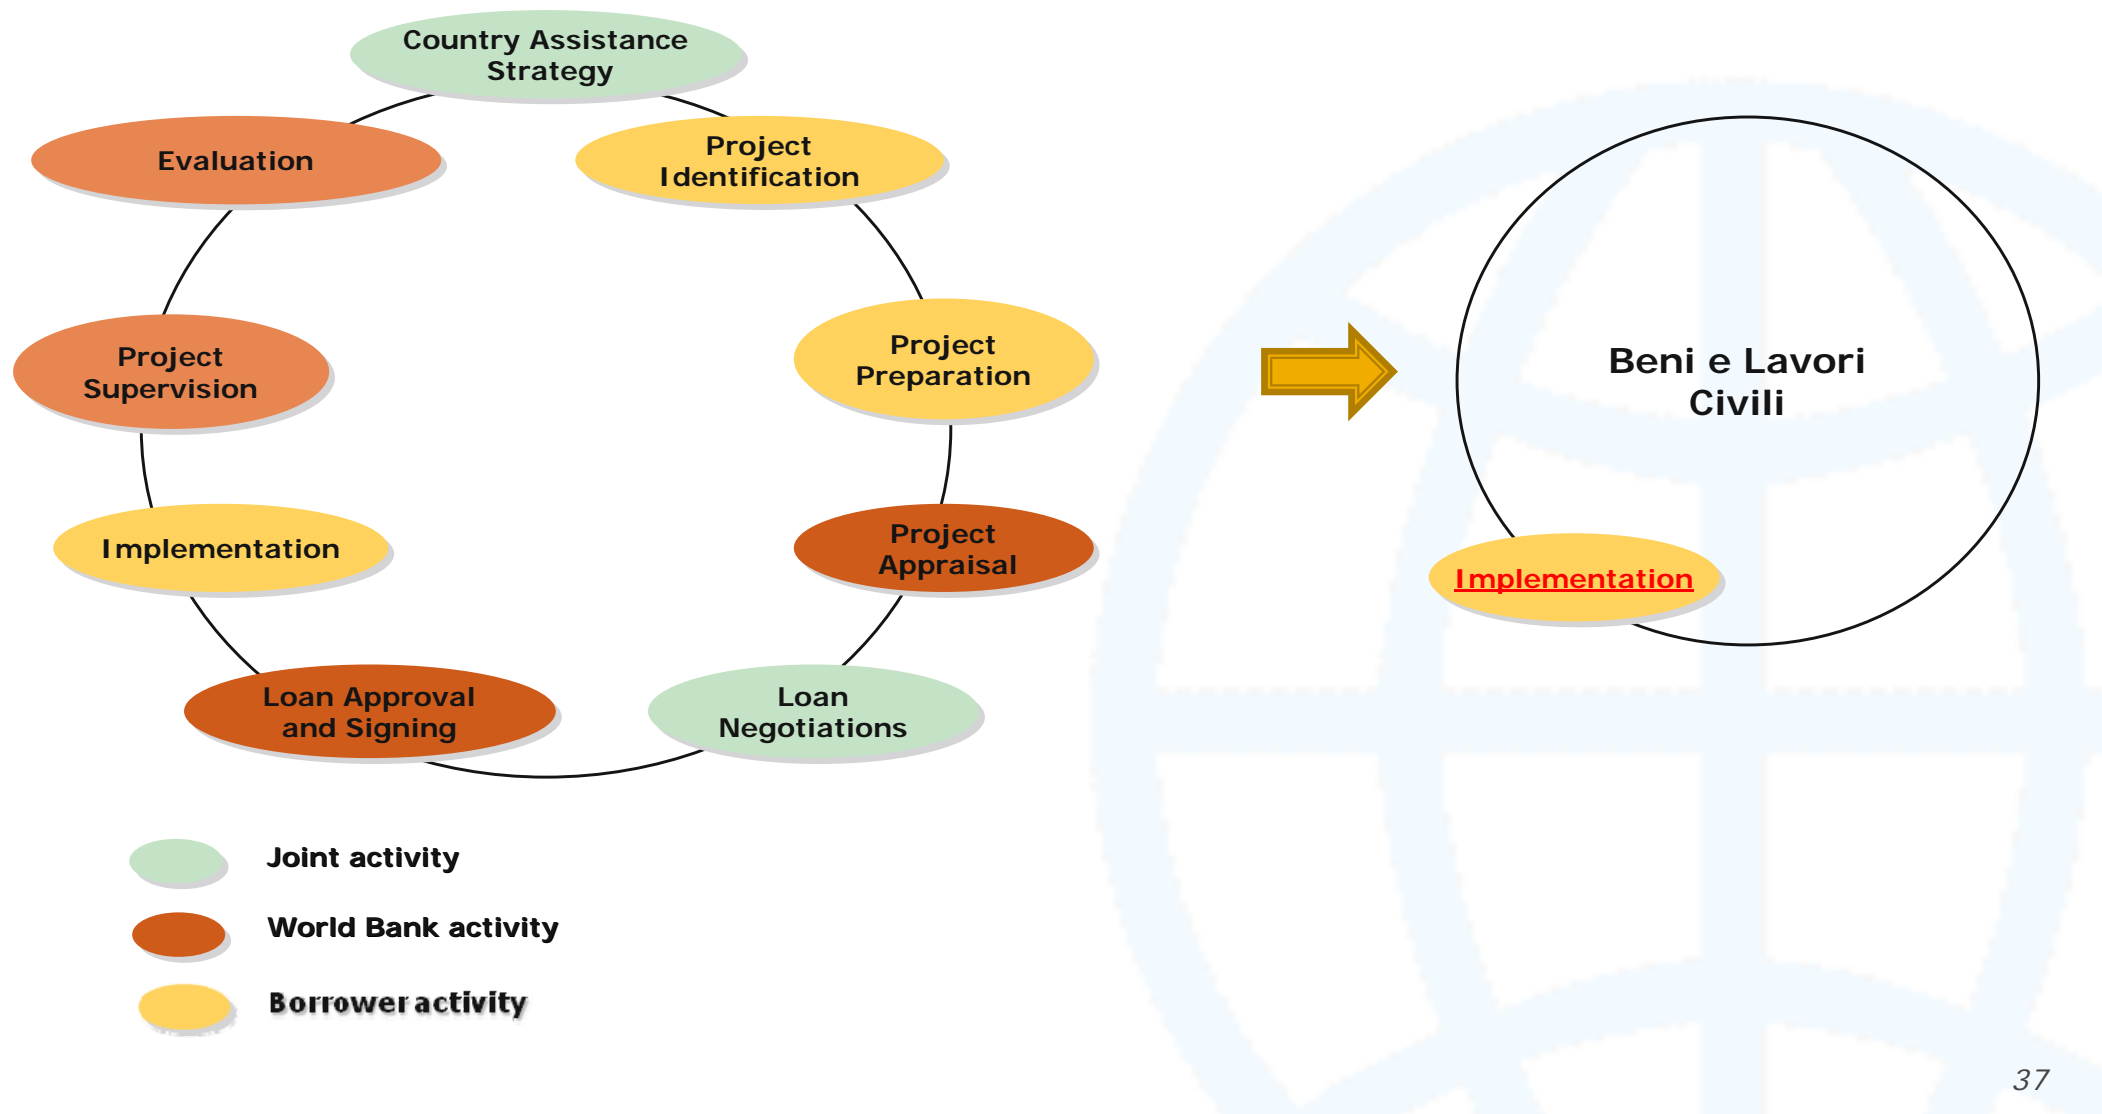 Country Assistance
Strategy
Evaluation
Project
Identification
Project
Supervision
Project
Preparation
Implementation
Project
Appraisal
Loan Approval
and Signing
Loan
Negotiations
Beni e Lavori
Civili
Implementation
Joint activity
World Bank activity
Borrower activity
37